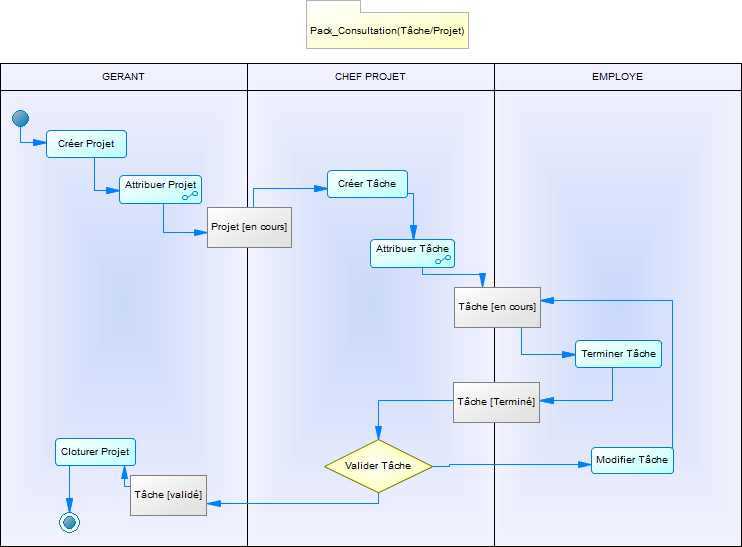 Pack_Consultation(Tâche/Projet)
GERANT
CHEF PROJET
EMPLOYE
Créer Projet
Attribuer Projet
Projet [en cours]
Créer Tâche
Attribuer Tâche
Tâche [en cours]
Terminer Tâche
Tâche [Terminé]
Valider Tâche
Modifier Tâche
Cloturer Projet
Tâche [validé]